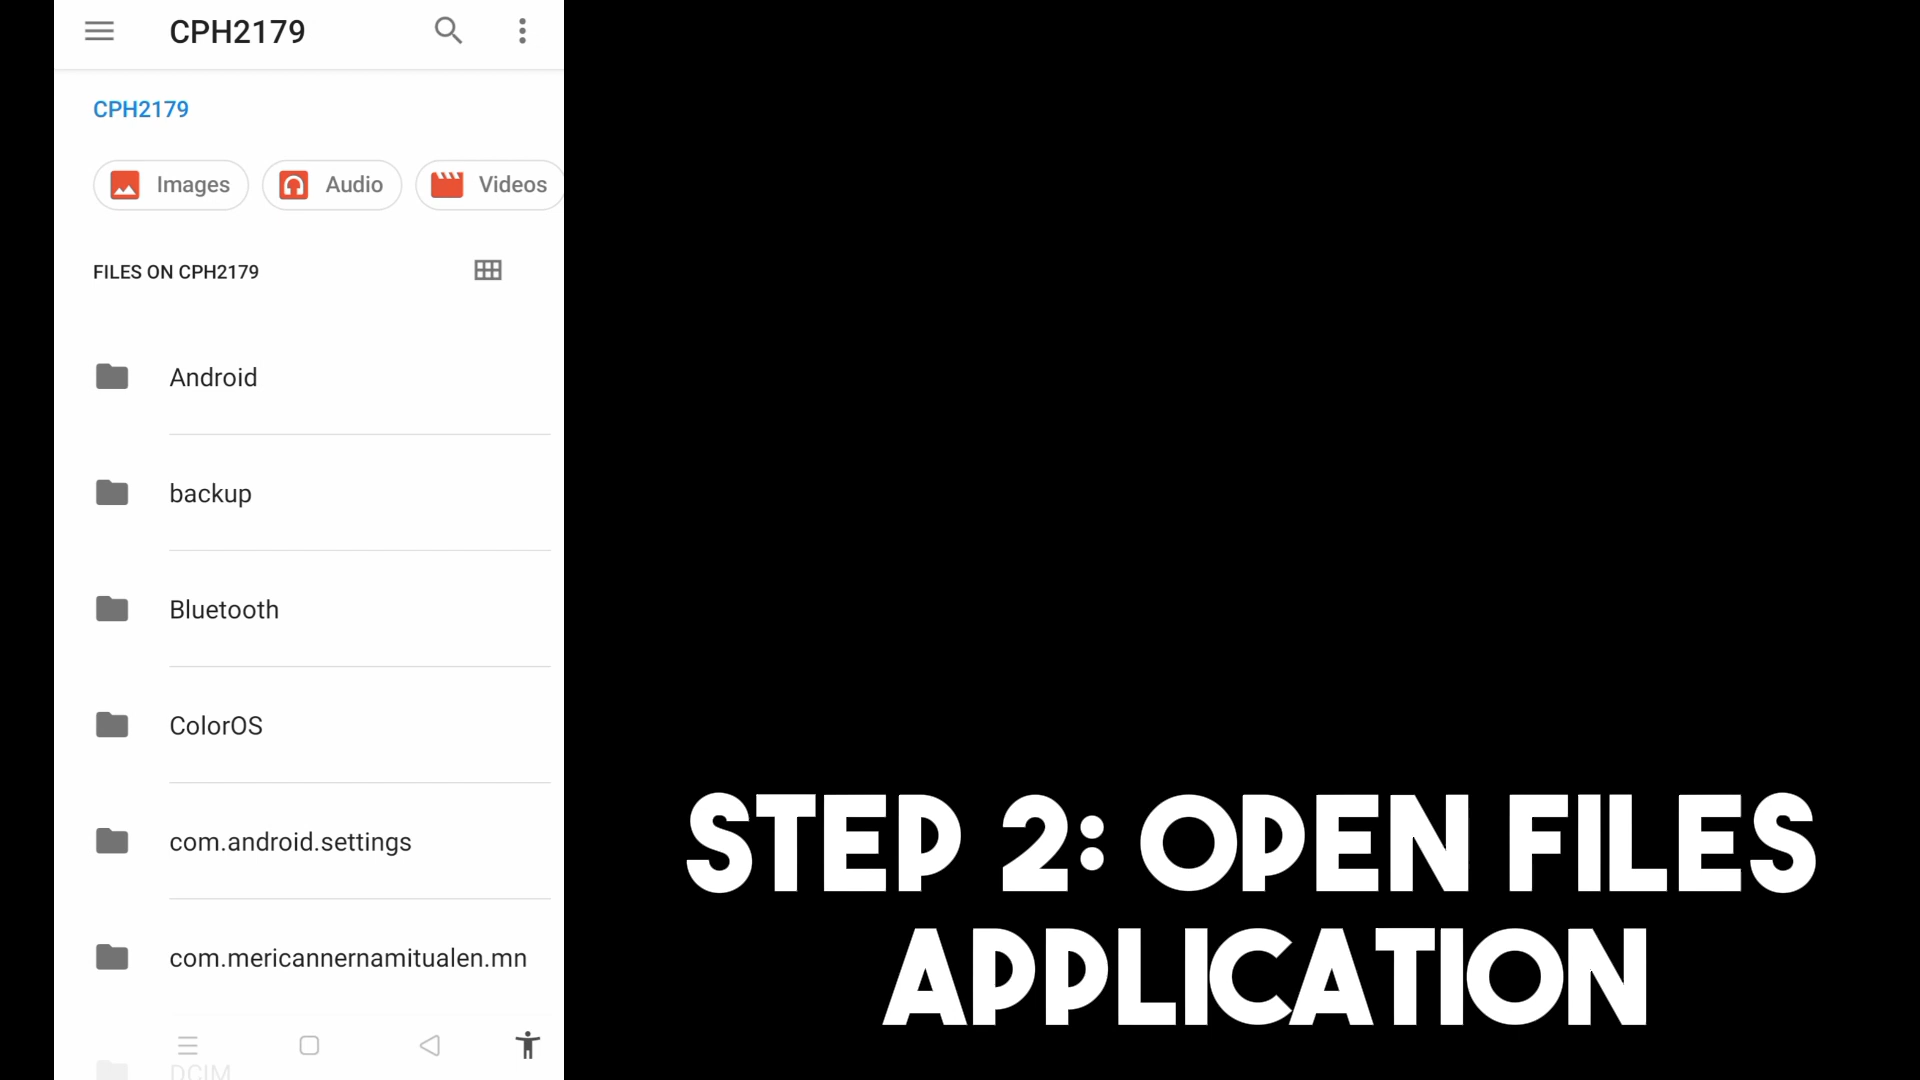 CPH2179
CPH2179
Images Audio Videos
FILES ON CPH2179
Android
backup
Bluetooth
ColorOS
com.android.settings
com.mericannernamitualen.mn
DCIM
STEP 2: OPEN FILES
APPLICATION